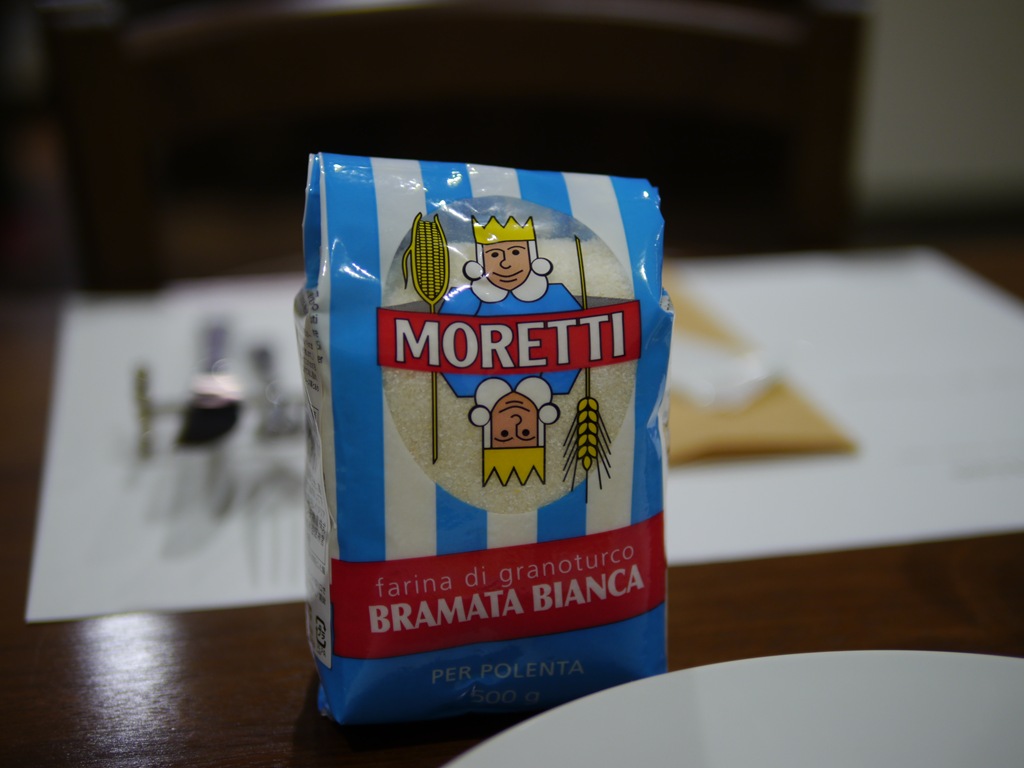 MORETTI
farina di granoturco
BRAMATA BIANCA
PER POLENTA
500 g